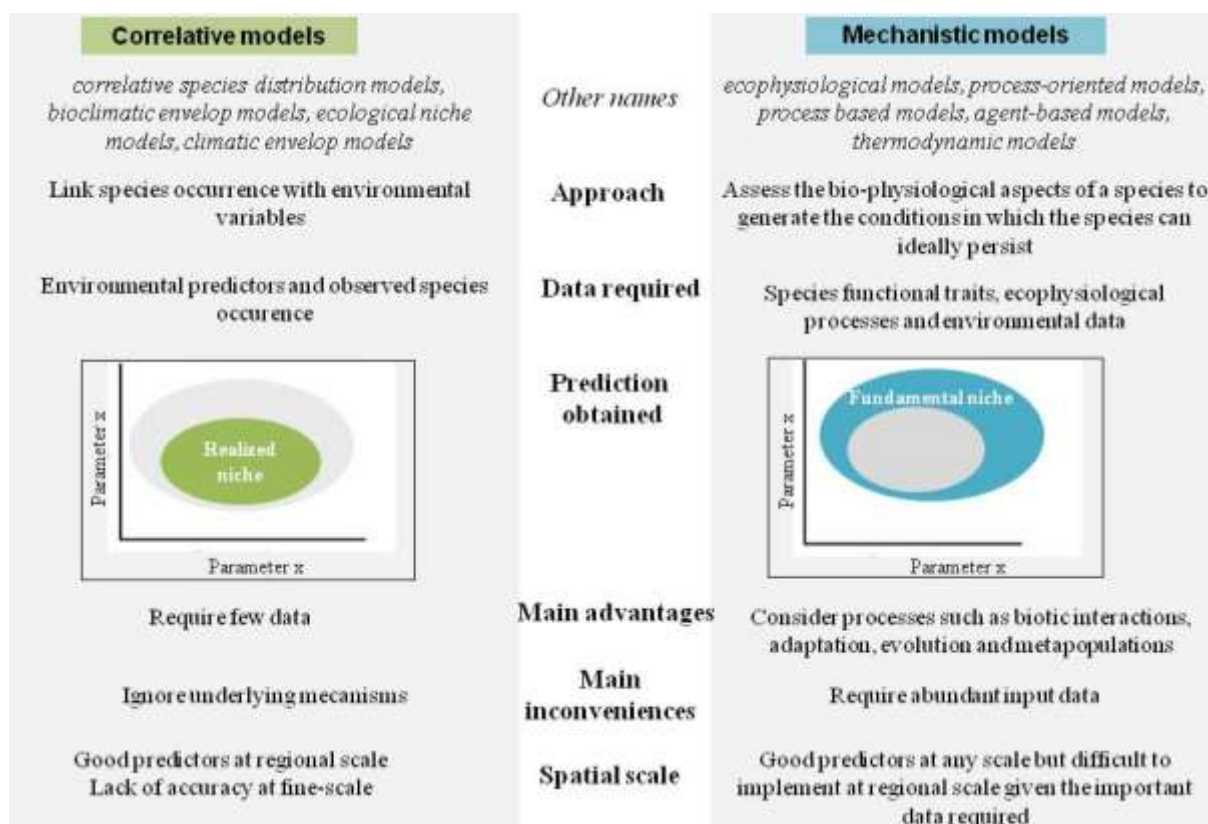 Correlative models
Mechanistic models
correlative species distribution models,
bioclimatic envelop models, ecological niche
models, climatic envelop models
Other names
ecophysiological models, process-oriented models,
process based models, agent-based models,
thermodynamic models
Link species occurrence with environmental
variables
Approach
Assess the bio-physiological aspects of a species to
generate the conditions in which the species can
ideally persist
Environmental predictors and observed species
occurence
Data required
Species functional traits, ecophysiological
processes and environmental data
Parameter x
Realized
niche
Parameter x
Prediction
obtained
Parameter x
Fundamental niche
Parameter x
Require few data
Main advantages
Consider processes such as biotic interactions,
adaptation, evolution and metapopulations
Ignore underlying mecanisms
Main
inconveniences
Require abundant input data
Good predictors at regional scale
Lack of accuracy at fine-scale
Spatial scale
Good predictors at any scale but difficult to
implement at regional scale given the important
data required